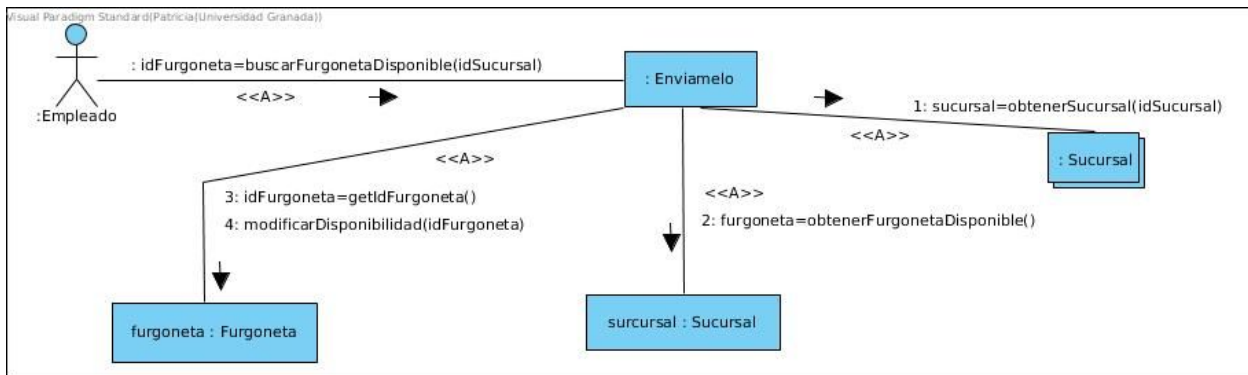 Visual Paradigm Standard(Patricia(Universidad Granada))
: idFurgoneta=buscarFurgonetaDisponible(idSucursal)
<<A>>
:Empleado
: Enviamelo
1: sucursal=obtenerSucursal(idSucursal)
<<A>>
: Sucursal
<<A>>
3: idFurgoneta=getIdFurgoneta()
4: modificarDisponibilidad(idFurgoneta)
<<A>>
2: furgoneta=obtenerFurgonetaDisponible()
furgoneta : Furgoneta
surcursal : Sucursal